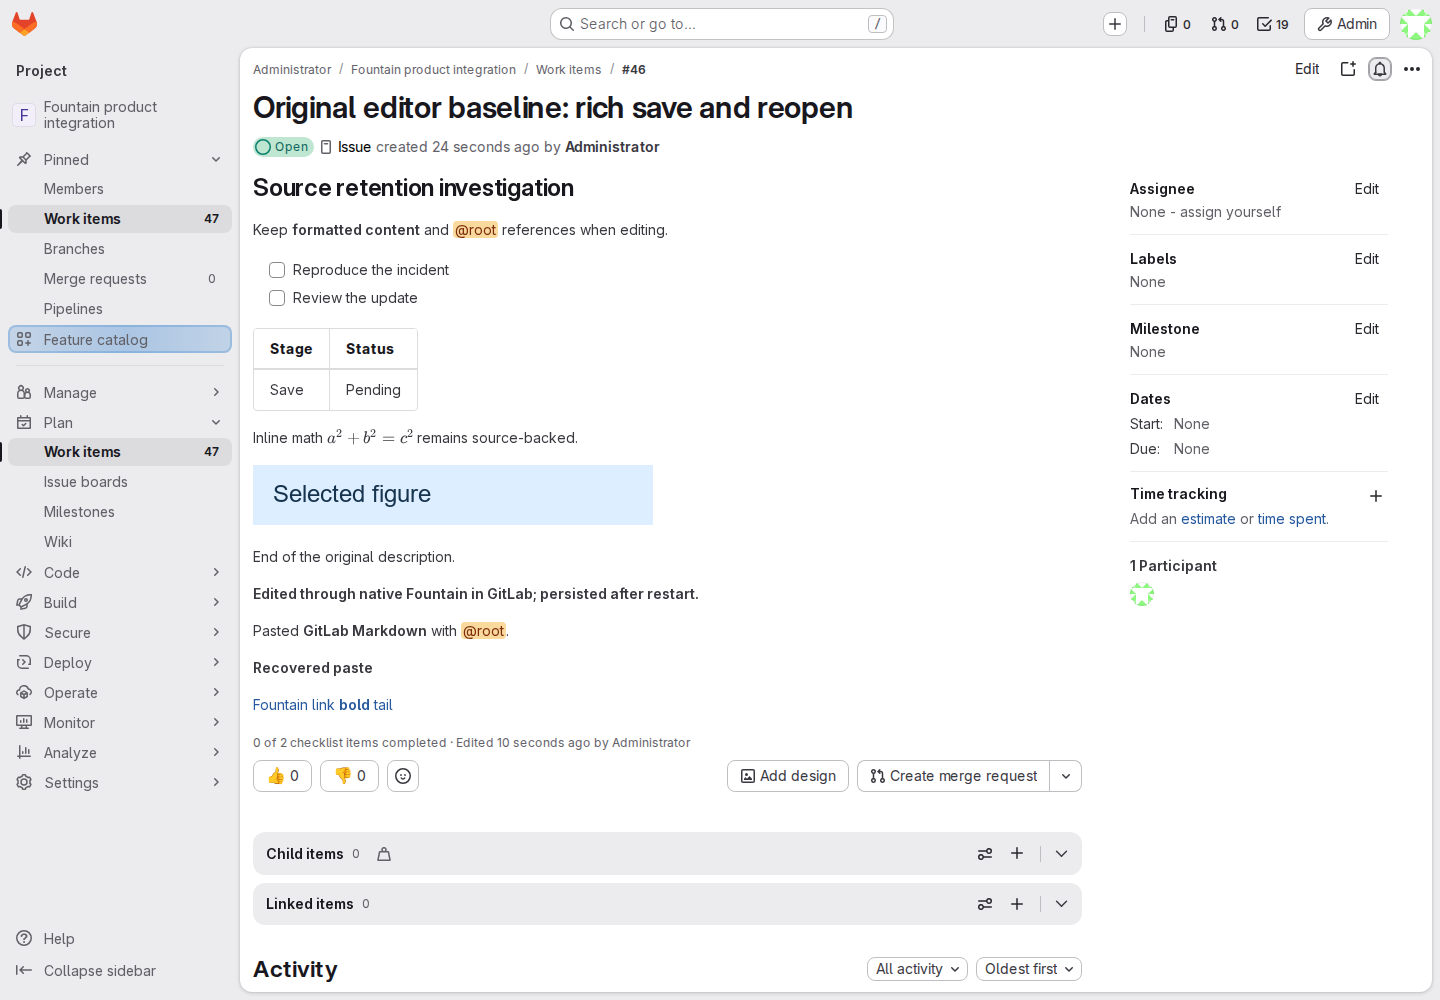 Search or go to...
/
0
0
19
Admin
Project
F
Fountain product integration
Pinned
Members
Work items 47
Branches
Merge requests 0
Pipelines
Feature catalog
Manage
Plan
Work items 47
Issue boards
Milestones
Wiki
Code
Build
Secure
Deploy
Operate
Monitor
Analyze
Settings
Help
Collapse sidebar
Administrator / Fountain product integration / Work items / #46
Edit
Original editor baseline: rich save and reopen
Open Issue created 24 seconds ago by Administrator
Source retention investigation
Keep formatted content and @root references when editing.
Reproduce the incident
Review the update
Stage Status
Save Pending
Inline math a² + b² = c² remains source-backed.
Selected figure
End of the original description.
Edited through native Fountain in GitLab; persisted after restart.
Pasted GitLab Markdown with @root.
Recovered paste
Fountain link bold tail
0 of 2 checklist items completed · Edited 10 seconds ago by Administrator
👍 0
👎 0
Add design
Create merge request
Child items 0
Linked items 0
Activity
All activity
Oldest first
Assignee Edit
None - assign yourself
Labels Edit
None
Milestone Edit
None
Dates Edit
Start: None
Due: None
Time tracking
Add an estimate or time spent.
1 Participant